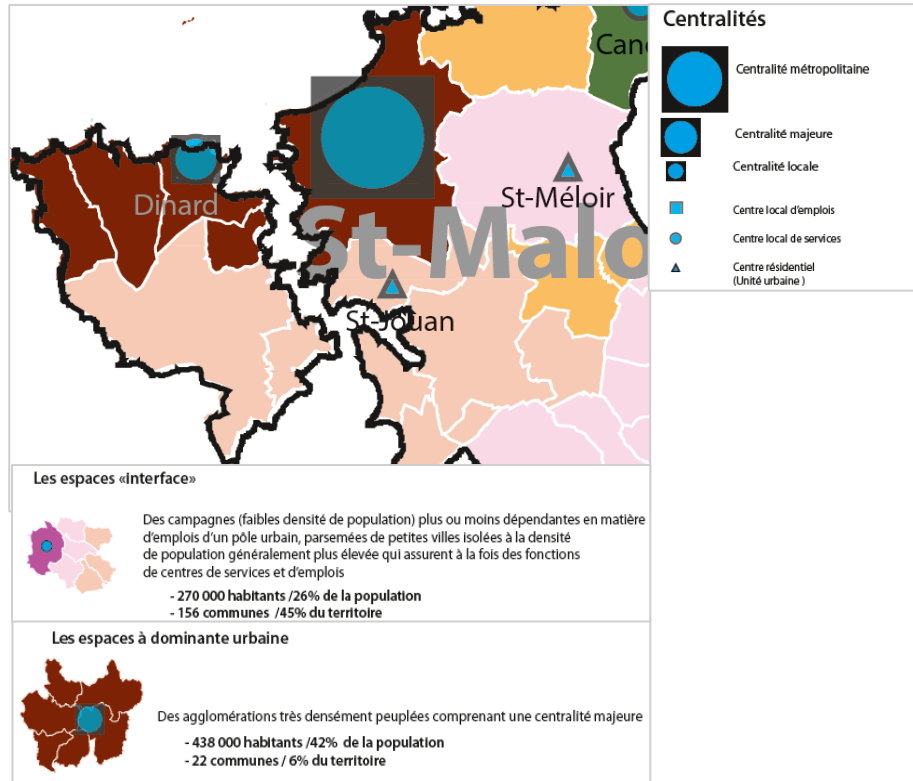 Canc
St-Méloir
Dinard
St-Malo
St-Jouan
Centralités
Centralité métropolitaine
Centralité majeure
Centralité locale
Centre local d'emplois
Centre local de services
Centre résidentiel
(Unité urbaine )
Les espaces «interface»
Des campagnes (faibles densité de population) plus ou moins dépendantes en matière
d'emplois d'un pôle urbain, parsemées de petites villes isolées à la densité
de population généralement plus élevée qui assurent à la fois des fonctions
de centres de services et d'emplois
- 270 000 habitants /26% de la population
- 156 communes /45% du territoire
Les espaces à dominante urbaine
Des agglomérations très densément peuplées comprenant une centralité majeure
- 438 000 habitants /42% de la population
- 22 communes / 6% du territoire